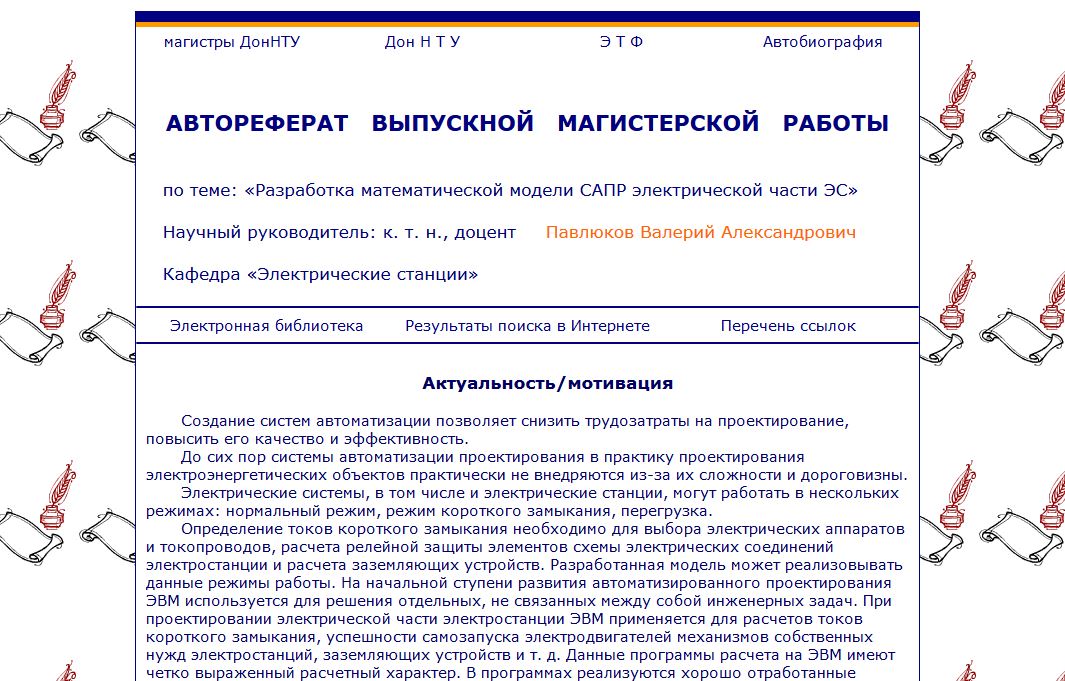 магистры ДонНТУ Дон Н Т У Э Т Ф Автобиография
АВТОРЕФЕРАТ ВЫПУСКНОЙ МАГИСТЕРСКОЙ РАБОТЫ
по теме: «Разработка математической модели САПР электрической части ЭС»
Научный руководитель: к. т. н., доцент Павлюков Валерий Александрович
Кафедра «Электрические станции»
Электронная библиотека Результаты поиска в Интернете Перечень ссылок
Актуальность/мотивация
Создание систем автоматизации позволяет снизить трудозатраты на проектирование,
повысить его качество и эффективность.
До сих пор системы автоматизации проектирования в практику проектирования
электроэнергетических объектов практически не внедряются из-за их сложности и дороговизны.
Электрические системы, в том числе и электрические станции, могут работать в нескольких
режимах: нормальный режим, режим короткого замыкания, перегрузка.
Определение токов короткого замыкания необходимо для выбора электрических аппаратов
и токопроводов, расчета релейной защиты элементов схемы электрических соединений
электростанции и расчета заземляющих устройств. Разработанная модель может реализовывать
данные режимы работы. На начальной ступени развития автоматизированного проектирования
ЭВМ используется для решения отдельных, не связанных между собой инженерных задач. При
проектировании электрической части электростанции ЭВМ применяется для расчетов токов
короткого замыкания, успешности самозапуска электродвигателей механизмов собственных
нужд электростанций, заземляющих устройств и т. д. Данные программы расчета на ЭВМ имеют
четко выраженный расчетный характер. В программах реализуются хорошо отработанные